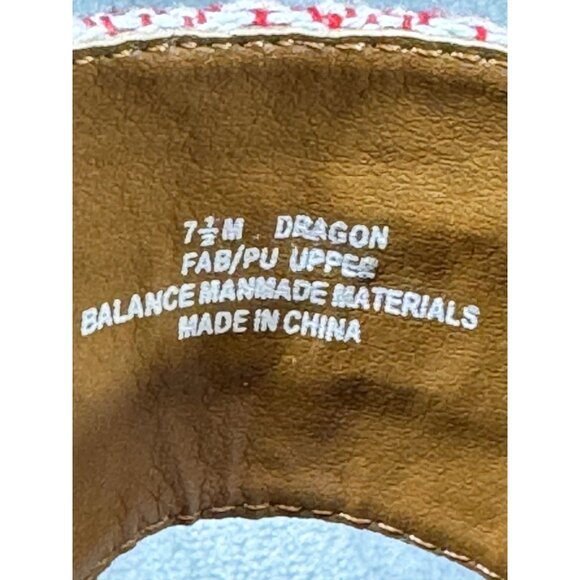 7½M DRAGON
FAB/PU UPPER
BALANCE MANMADE MATERIALS
MADE IN CHINA